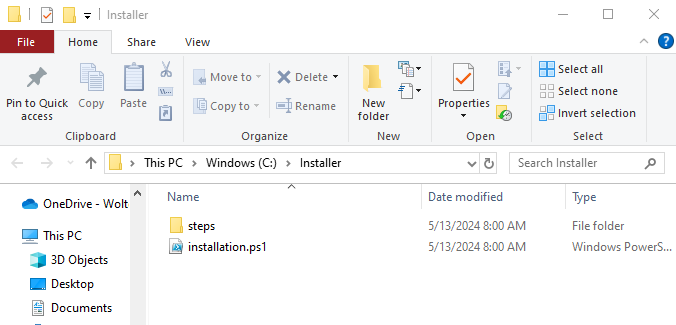 Installer
File Home Share View
Pin to Quick access
Copy
Paste
Clipboard
Move to
Copy to
Delete
Rename
Organize
New folder
New
Properties
Open
Select all
Select none
Invert selection
Select
This PC Windows (C:) Installer
Search Installer
Name Date modified Type
OneDrive - Wolt
This PC
3D Objects
Desktop
Documents
steps 5/13/2024 8:00 AM File folder
installation.ps1 5/13/2024 8:00 AM Windows PowerS...